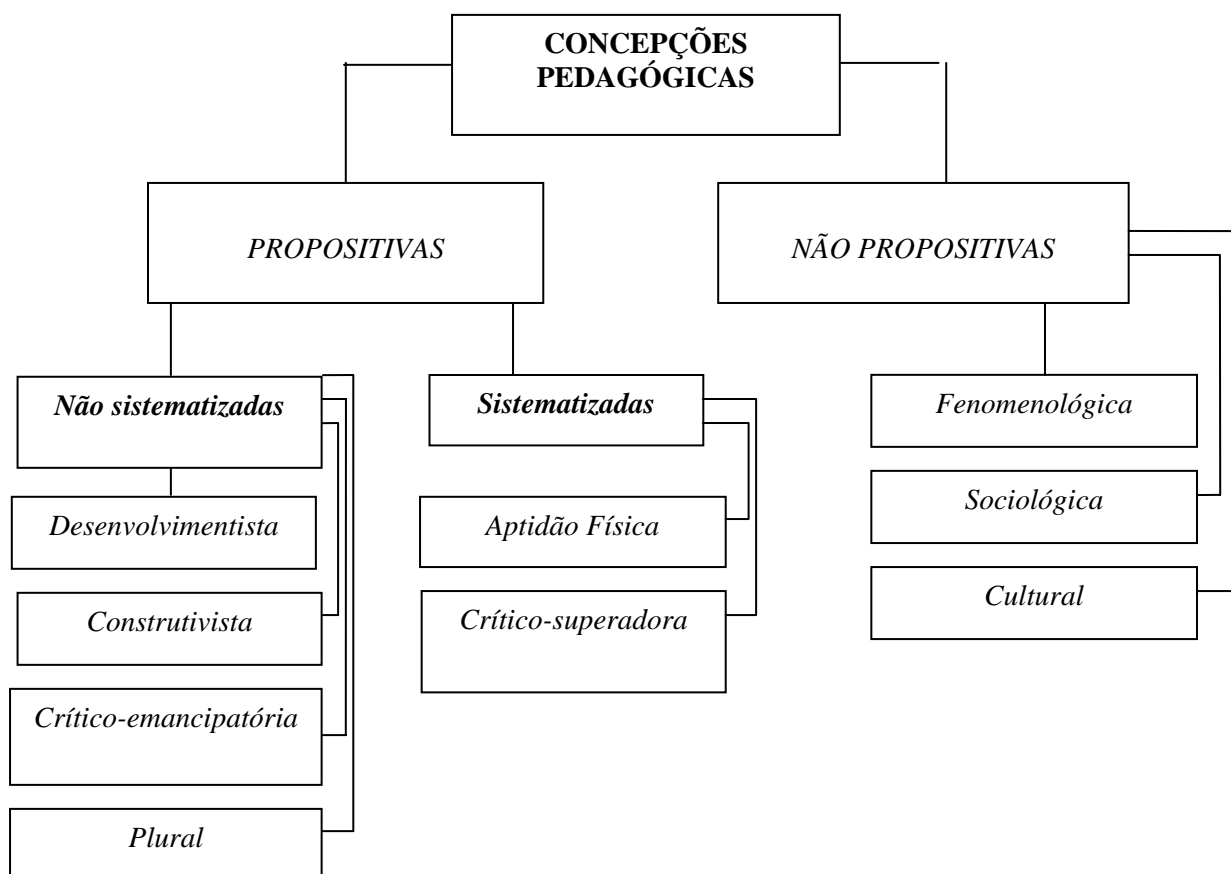 CONCEPÇÕES
PEDAGÓGICAS
PROPOSITIVAS
NÃO PROPOSITIVAS
Não sistematizadas
Sistematizadas
Fenomenológica
Desenvolvimentista
Aptidão Física
Sociológica
Construtivista
Crítico-superadora
Cultural
Crítico-emancipatória
Plural